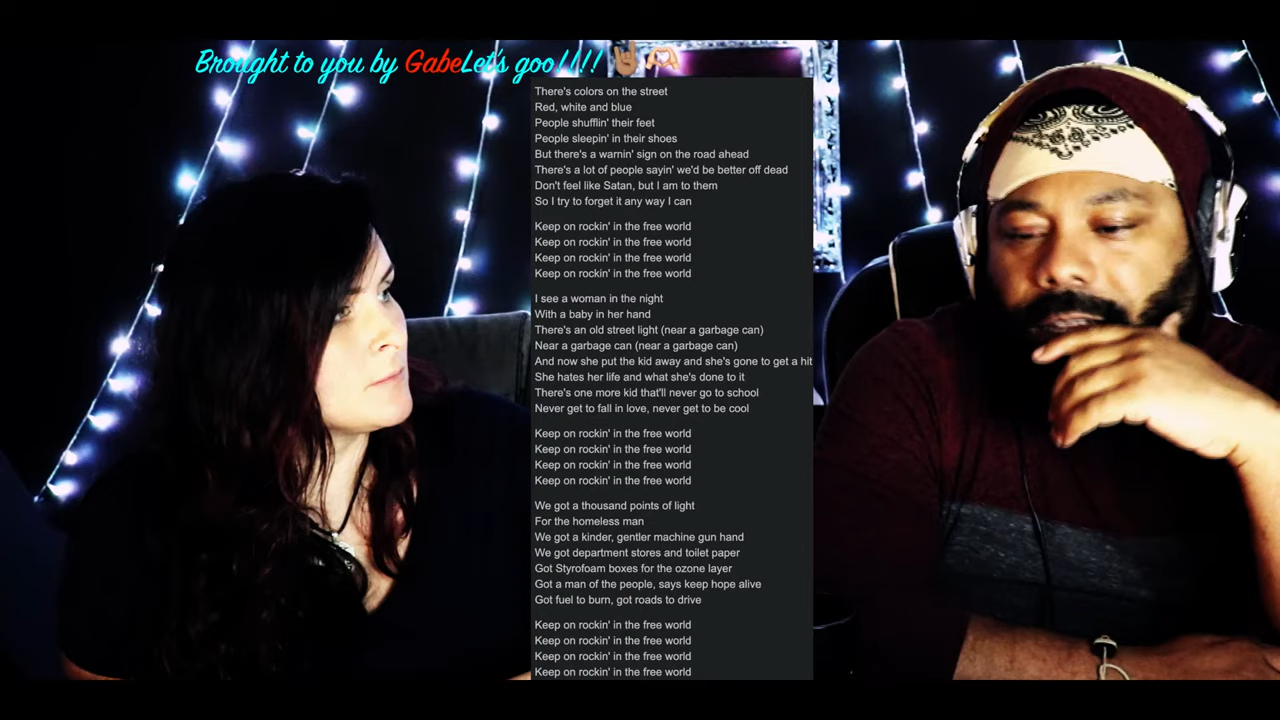 Brought to you by GabeLet's goo!!!! 🤘🏽🫶🏽
There's colors on the street
Red, white and blue
People shufflin' their feet
People sleepin' in their shoes
But there's a warnin' sign on the road ahead
There's a lot of people sayin' we'd be better off dead
Don't feel like Satan, but I am to them
So I try to forget it any way I can
Keep on rockin' in the free world
Keep on rockin' in the free world
Keep on rockin' in the free world
Keep on rockin' in the free world
I see a woman in the night
With a baby in her hand
There's an old street light (near a garbage can)
Near a garbage can (near a garbage can)
And now she put the kid away and she's gone to get a hit
She hates her life and what she's done to it
There's one more kid that'll never go to school
Never get to fall in love, never get to be cool
Keep on rockin' in the free world
Keep on rockin' in the free world
Keep on rockin' in the free world
Keep on rockin' in the free world
We got a thousand points of light
For the homeless man
We got a kinder, gentler machine gun hand
We got department stores and toilet paper
Got Styrofoam boxes for the ozone layer
Got a man of the people, says keep hope alive
Got fuel to burn, got roads to drive
Keep on rockin' in the free world
Keep on rockin' in the free world
Keep on rockin' in the free world
Keep on rockin' in the free world